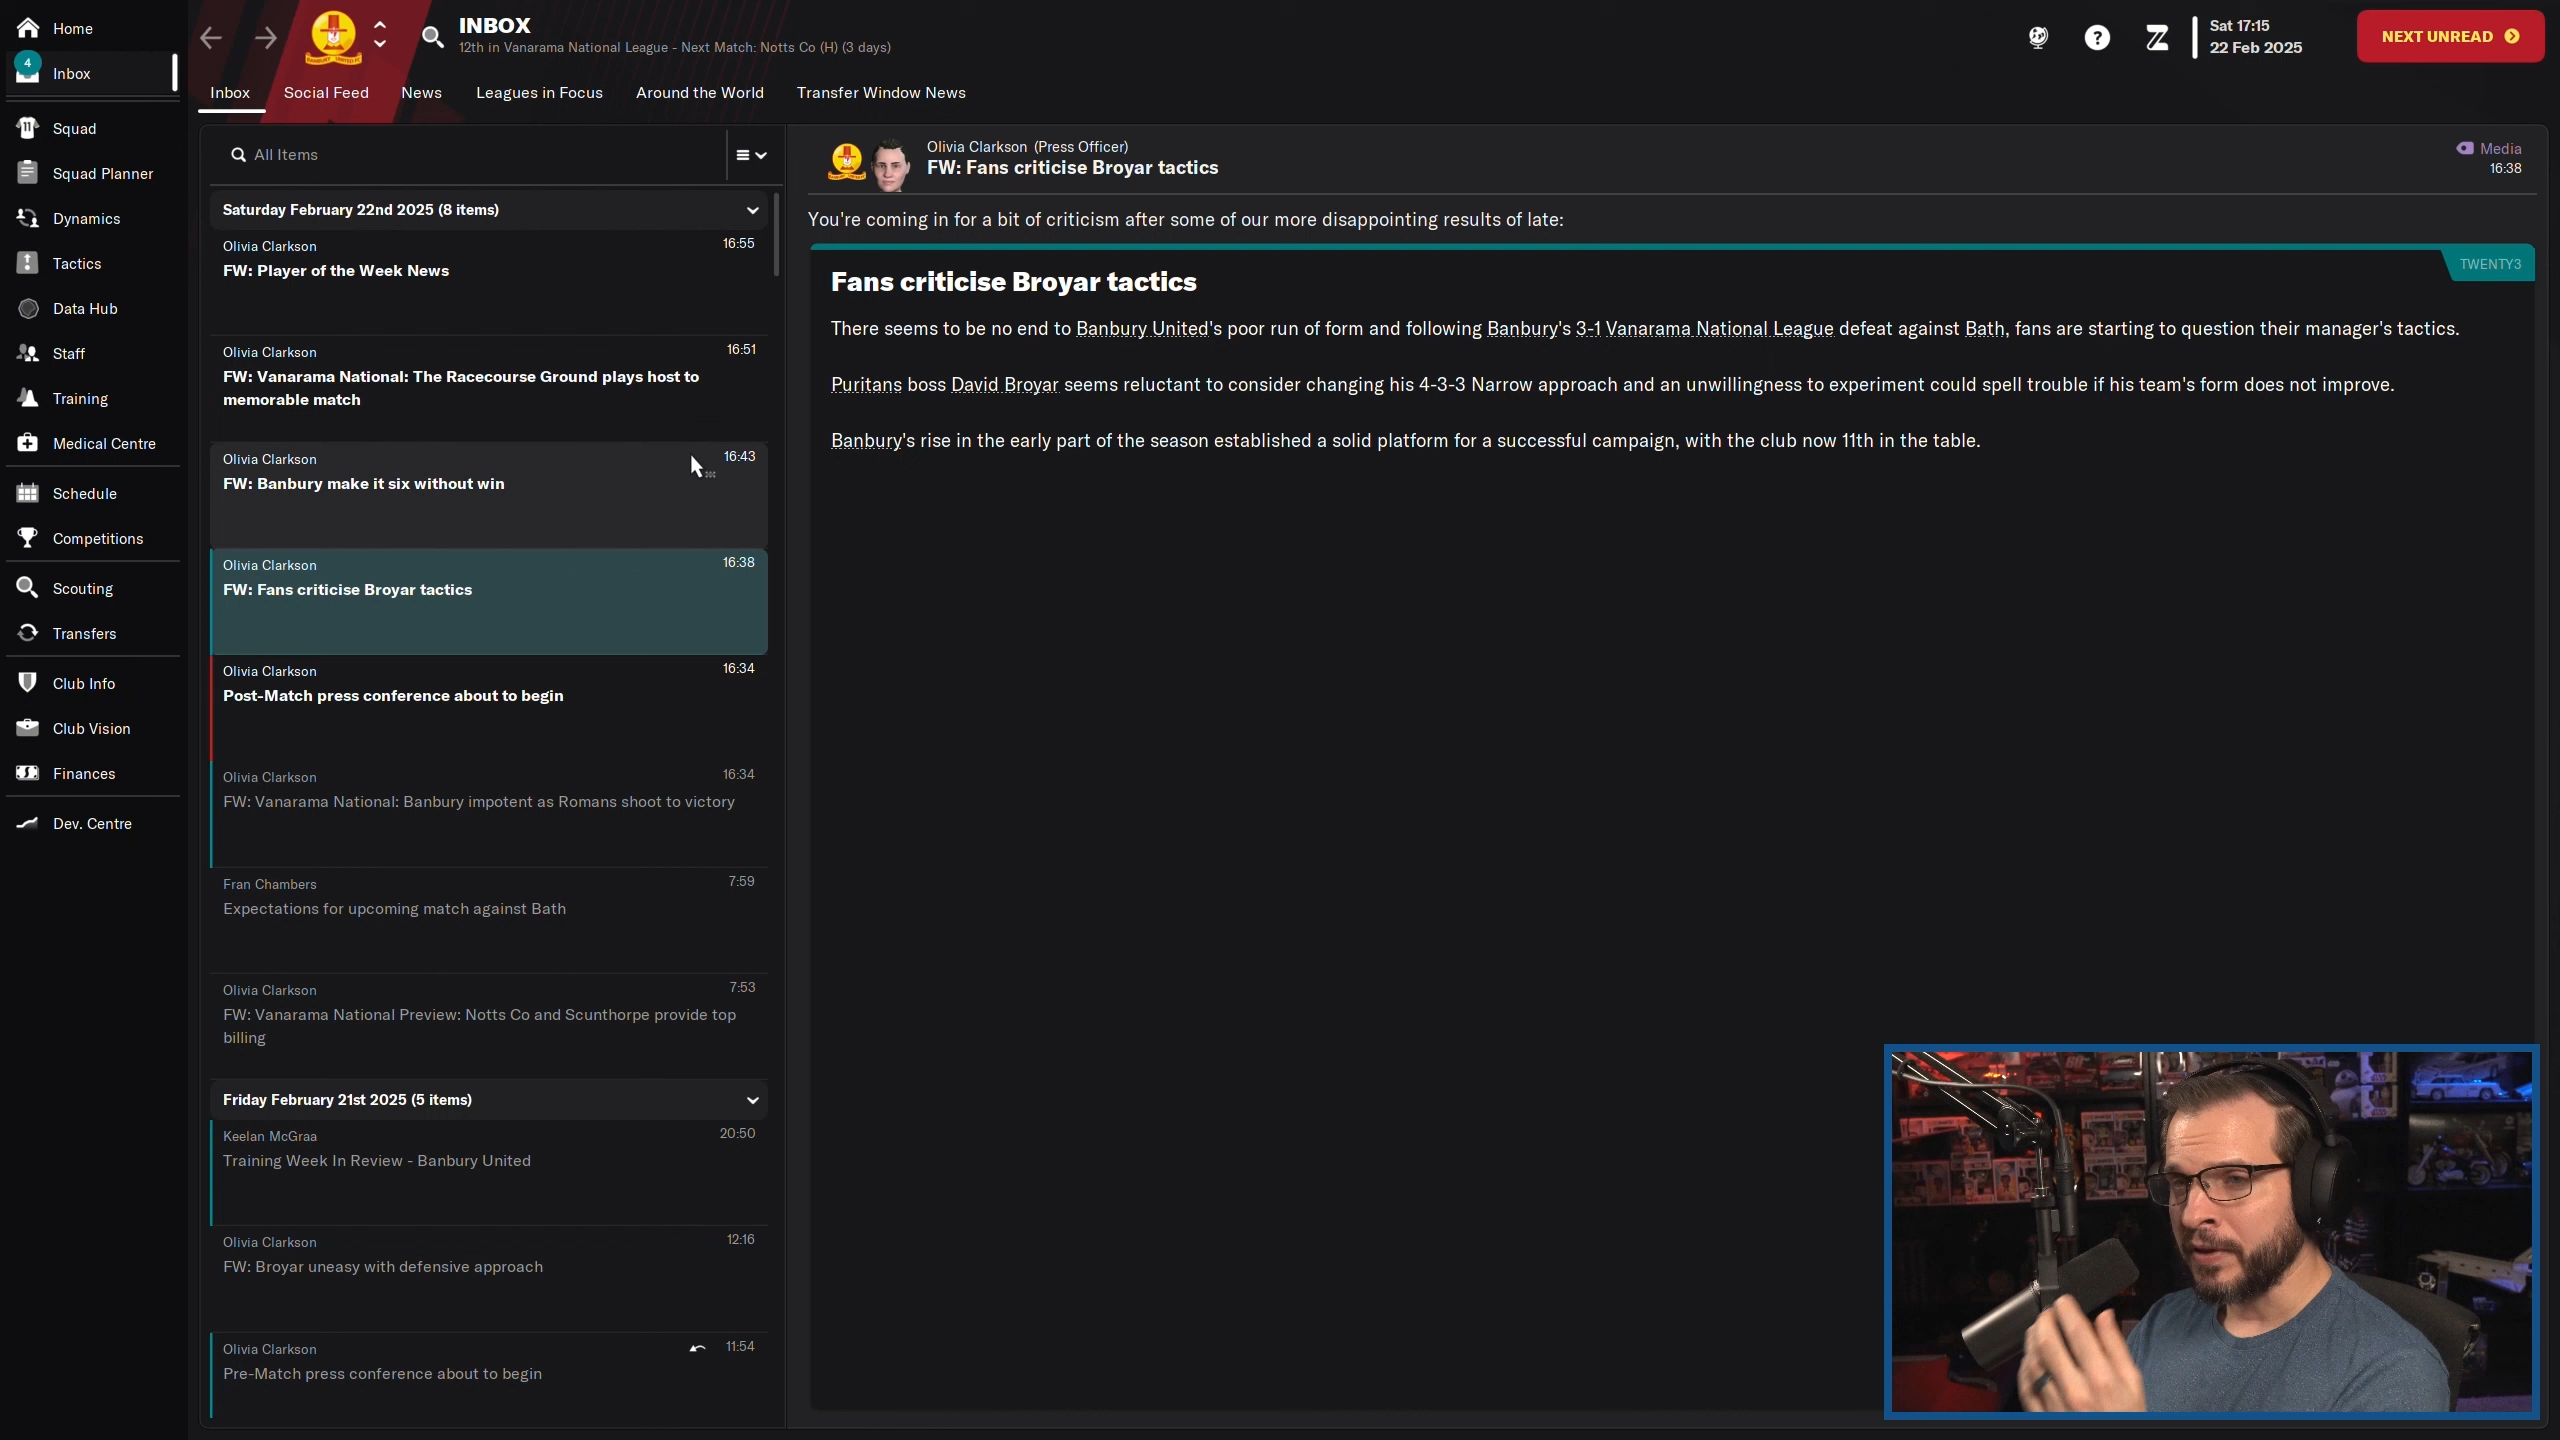 Home
4
Inbox
Squad
Squad Planner
Dynamics
Tactics
Data Hub
Staff
Training
Medical Centre
Schedule
Competitions
Scouting
Transfers
Club Info
Club Vision
Finances
Dev. Centre
INBOX
12th in Vanarama National League - Next Match: Notts Co (H) (3 days)
Sat 17:15
22 Feb 2025
NEXT UNREAD
Inbox
Social Feed
News
Leagues in Focus
Around the World
Transfer Window News
All Items
Saturday February 22nd 2025 (8 items)
Olivia Clarkson 16:55
FW: Player of the Week News
Olivia Clarkson 16:51
FW: Vanarama National: The Racecourse Ground plays host to
memorable match
Olivia Clarkson 16:43
FW: Banbury make it six without win
Olivia Clarkson 16:38
FW: Fans criticise Broyar tactics
Olivia Clarkson 16:34
Post-Match press conference about to begin
Olivia Clarkson 16:34
FW: Vanarama National: Banbury impotent as Romans shoot to victory
Fran Chambers 7:59
Expectations for upcoming match against Bath
Olivia Clarkson 7:53
FW: Vanarama National Preview: Notts Co and Scunthorpe provide top
billing
Friday February 21st 2025 (5 items)
Keelan McGraa 20:50
Training Week In Review - Banbury United
Olivia Clarkson 12:16
FW: Broyar uneasy with defensive approach
Olivia Clarkson 11:54
Pre-Match press conference about to begin
Olivia Clarkson (Press Officer)
FW: Fans criticise Broyar tactics
Media
16:38
You're coming in for a bit of criticism after some of our more disappointing results of late:
TWENTY3
Fans criticise Broyar tactics
There seems to be no end to Banbury United's poor run of form and following Banbury's 3-1 Vanarama National League defeat against Bath, fans are starting to question their manager's tactics.
Puritans boss David Broyar seems reluctant to consider changing his 4-3-3 Narrow approach and an unwillingness to experiment could spell trouble if his team's form does not improve.
Banbury's rise in the early part of the season established a solid platform for a successful campaign, with the club now 11th in the table.